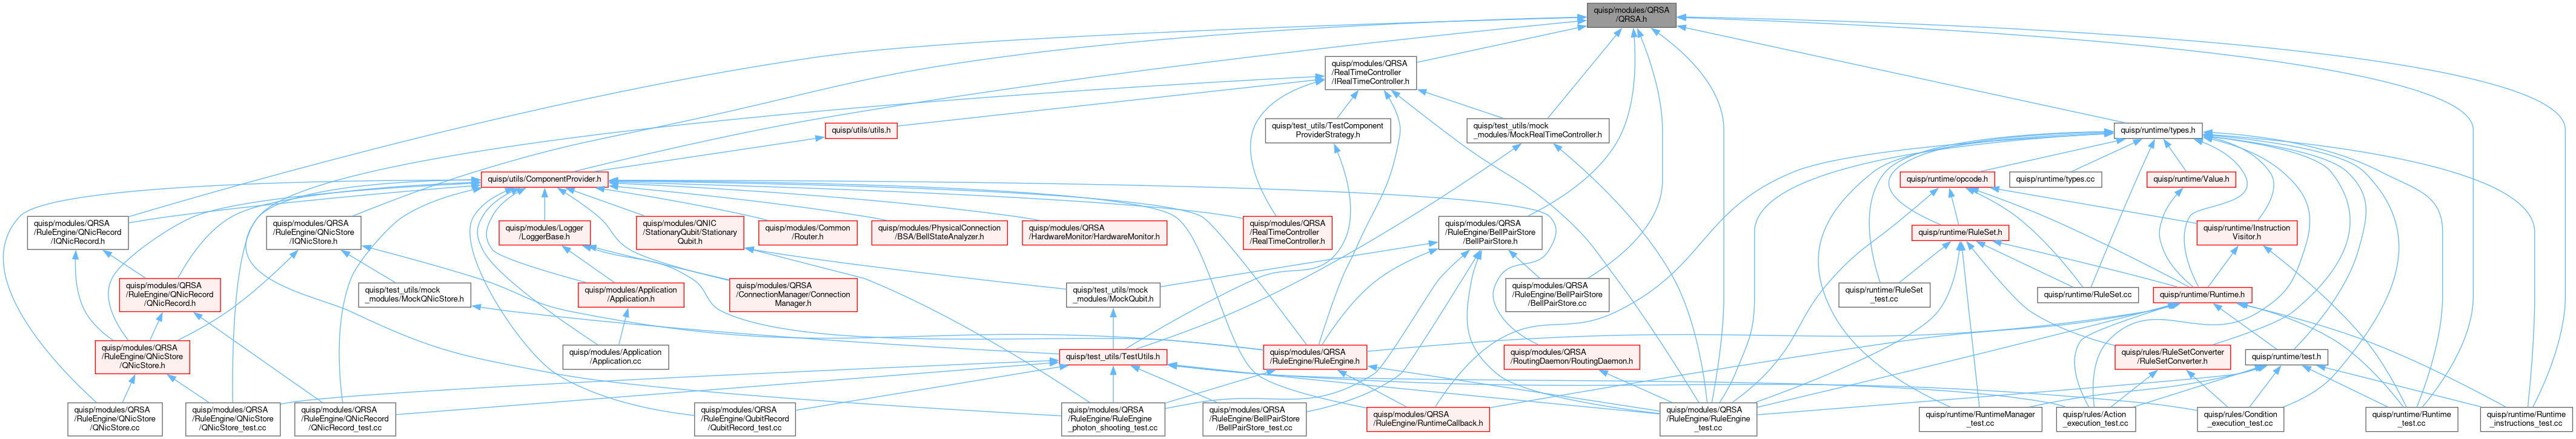 quisp/modules/QRSA
/QRSA.h
quisp/modules/QRSA
/RealTimeController
/IRealTimeController.h
quisp/utils/utils.h
quisp/test_utils/TestComponent
ProviderStrategy.h
quisp/test_utils/mock
_modules/MockRealTimeController.h
quisp/runtime/types.h
quisp/utils/ComponentProvider.h
quisp/runtime/opcode.h
quisp/runtime/types.cc
quisp/runtime/Value.h
quisp/modules/QRSA
/RuleEngine/QNicRecord
/IQNicRecord.h
quisp/modules/QRSA
/RuleEngine/QNicStore
/IQNicStore.h
quisp/modules/Logger
/LoggerBase.h
quisp/modules/QNIC
/StationaryQubit/Stationary
Qubit.h
quisp/modules/Common
/Router.h
quisp/modules/PhysicalConnection
/BSA/BellStateAnalyzer.h
quisp/modules/QRSA
/HardwareMonitor/HardwareMonitor.h
quisp/modules/QRSA
/RealTimeController
/RealTimeController.h
quisp/modules/QRSA
/RuleEngine/BellPairStore
/BellPairStore.h
quisp/runtime/RuleSet.h
quisp/runtime/Instruction
Visitor.h
quisp/modules/QRSA
/RuleEngine/QNicRecord
/QNicRecord.h
quisp/test_utils/mock
_modules/MockQNicStore.h
quisp/modules/Application
/Application.h
quisp/modules/QRSA
/ConnectionManager/Connection
Manager.h
quisp/test_utils/mock
_modules/MockQubit.h
quisp/modules/QRSA
/RuleEngine/BellPairStore
/BellPairStore.cc
quisp/runtime/RuleSet
_test.cc
quisp/runtime/RuleSet.cc
quisp/runtime/Runtime.h
quisp/modules/QRSA
/RuleEngine/QNicStore
/QNicStore.h
quisp/modules/Application
/Application.cc
quisp/test_utils/TestUtils.h
quisp/modules/QRSA
/RuleEngine/RuleEngine.h
quisp/modules/QRSA
/RoutingDaemon/RoutingDaemon.h
quisp/rules/RuleSetConverter
/RuleSetConverter.h
quisp/runtime/test.h
quisp/modules/QRSA
/RuleEngine/QNicStore
/QNicStore.cc
quisp/modules/QRSA
/RuleEngine/QNicStore
/QNicStore_test.cc
quisp/modules/QRSA
/RuleEngine/QNicRecord
/QNicRecord_test.cc
quisp/modules/QRSA
/RuleEngine/QubitRecord
/QubitRecord_test.cc
quisp/modules/QRSA
/RuleEngine/RuleEngine
_photon_shooting_test.cc
quisp/modules/QRSA
/RuleEngine/BellPairStore
/BellPairStore_test.cc
quisp/modules/QRSA
/RuleEngine/RuntimeCallback.h
quisp/modules/QRSA
/RuleEngine/RuleEngine
_test.cc
quisp/runtime/RuntimeManager
_test.cc
quisp/rules/Action
_execution_test.cc
quisp/rules/Condition
_execution_test.cc
quisp/runtime/Runtime
_test.cc
quisp/runtime/Runtime
_instructions_test.cc